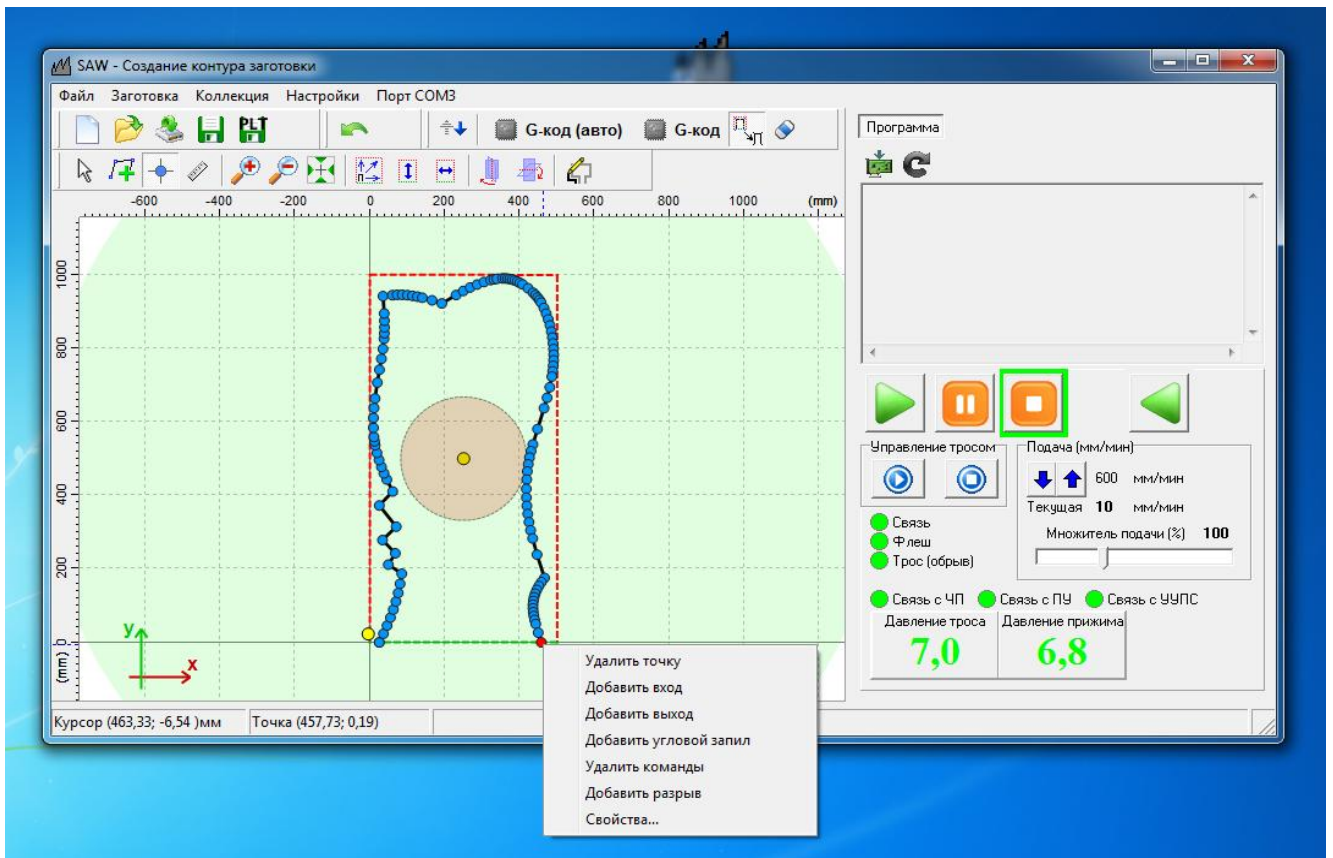 SAW - Создание контура заготовки
Файл Заготовка Коллекция Настройки Порт COM3
PLT
G-код (авто) G-код
-600 -400 -200 0 200 400 600 800 1000 (mm)
1000
800
600
400
200
0
(mm)
y
x
Удалить точку
Добавить вход
Добавить выход
Добавить угловой запил
Удалить команды
Добавить разрыв
Свойства...
Курсор (463,33; -6,54 )мм Точка (457,73; 0,19)
Программа
Управление тросом
Подача (мм/мин)
600 мм/мин
Текущая 10 мм/мин
Множитель подачи (%) 100
Связь
Флеш
Трос (обрыв)
Связь с ЧП Связь с ПУ Связь с УУПС
Давление троса Давление прижима
7,0 6,8